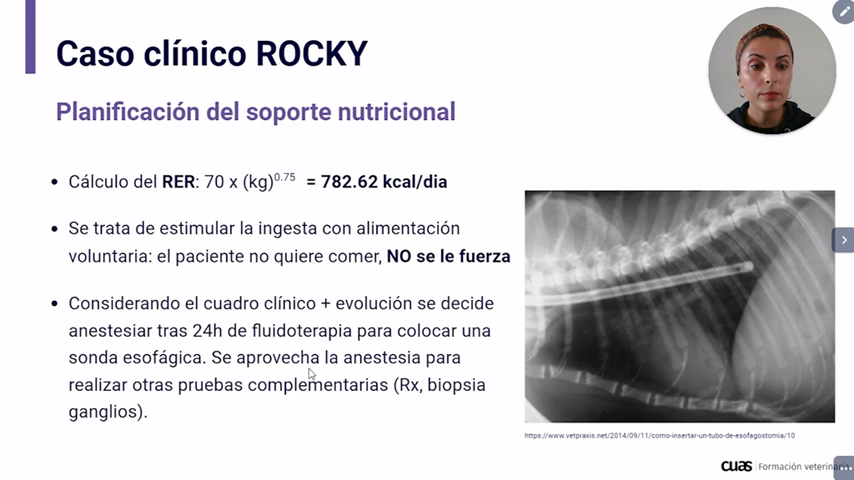 Caso clínico ROCKY
Planificación del soporte nutricional
• Cálculo del RER: 70 x (kg)^0.75 = 782.62 kcal/dia
• Se trata de estimular la ingesta con alimentación
voluntaria: el paciente no quiere comer, NO se le fuerza
• Considerando el cuadro clínico + evolución se decide
anestesiar tras 24h de fluidoterapia para colocar una
sonda esofágica. Se aprovecha la anestesia para
realizar otras pruebas complementarias (Rx, biopsia
ganglios).
https://www.vetpraxis.net/2014/09/11/como-insertar-un-tubo-de-esofagostomia/10
cuas | Formación veterinaria